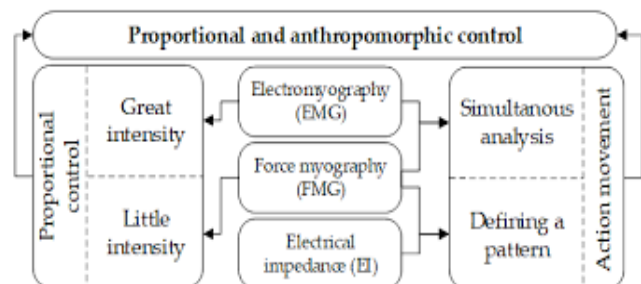 Proportional and anthropomorphic control
Proportional
control
Great
intensity
Little
intensity
Electromyography
(EMG)
Force myography
(FMG)
Electrical
impedance (EI)
Simultanous
analysis
Defining a
pattern
Action movement